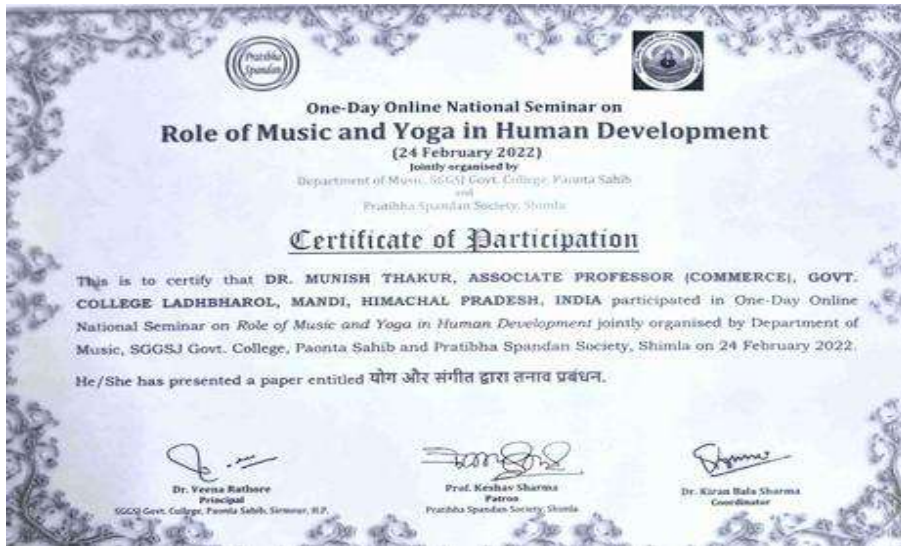 Pratibha
Spandan
One-Day Online National Seminar on
Role of Music and Yoga in Human Development
(24 February 2022)
Jointly organised by
Department of Music, SGGSJ Govt. College, Paonta Sahib
and
Pratibha Spandan Society, Shimla
Certificate of Participation
This is to certify that DR. MUNISH THAKUR, ASSOCIATE PROFESSOR (COMMERCE), GOVT.
COLLEGE LADHBHAROL, MANDI, HIMACHAL PRADESH, INDIA participated in One-Day Online
National Seminar on Role of Music and Yoga in Human Development jointly organised by Department of
Music, SGGSJ Govt. College, Paonta Sahib and Pratibha Spandan Society, Shimla on 24 February 2022.
He/She has presented a paper entitled योग और संगीत द्वारा तनाव प्रबंधन.
Dr. Veena Rathore
Principal
SGGSJ Govt. College, Paonta Sahib, Sirmour, H.P.
Prof. Keshav Sharma
Patron
Pratibha Spandan Society, Shimla
Dr. Kiran Bala Sharma
Coordinator